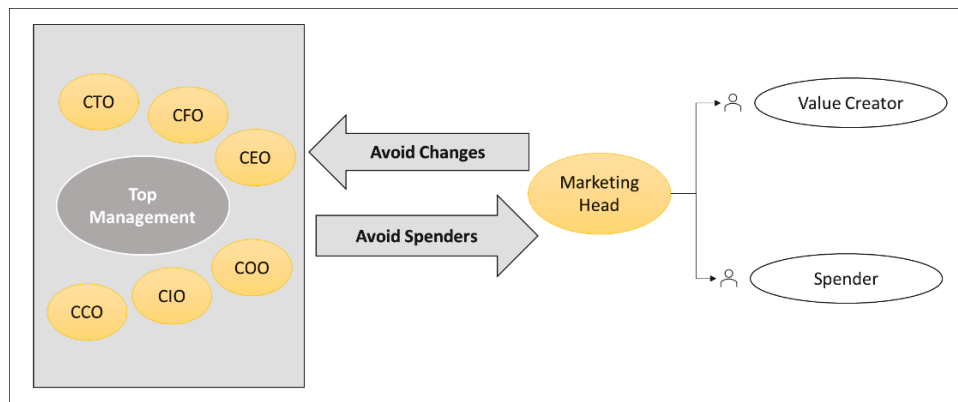 CTO
CFO
CEO
Top
Management
COO
CIO
CCO
Avoid Changes
Avoid Spenders
Marketing
Head
Value Creator
Spender